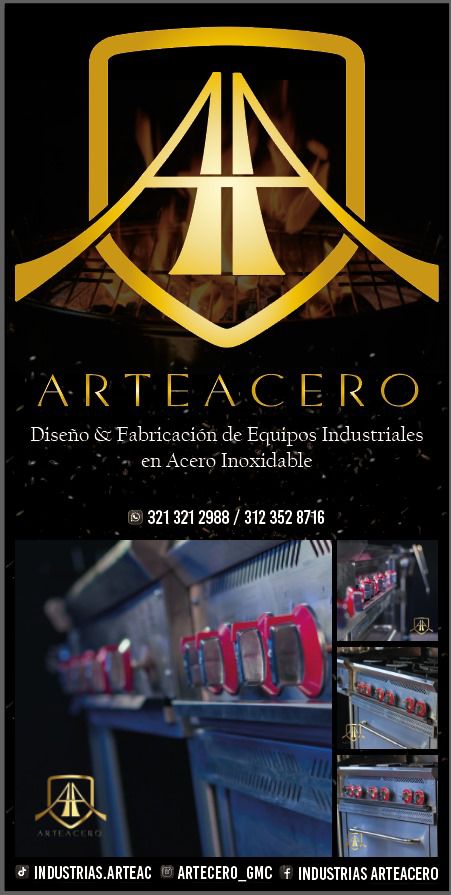 ARTEACERO
Diseño & Fabricación de Equipos Industriales
en Acero Inoxidable
321 321 2988 / 312 352 8716
ARTEACERO
INDUSTRIAS.ARTEAC ARTECERO_GMC INDUSTRIAS ARTEACERO